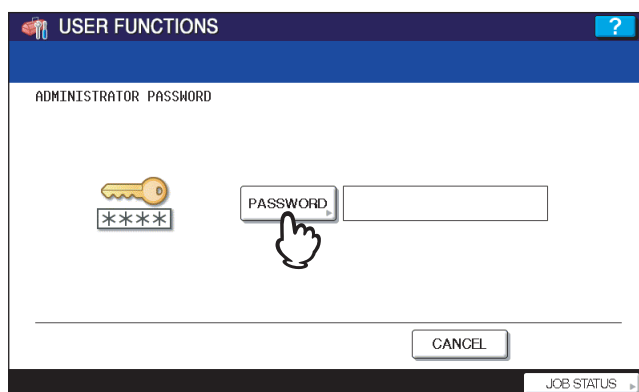 USER FUNCTIONS
?
ADMINISTRATOR PASSWORD
****
PASSWORD
CANCEL
JOB STATUS